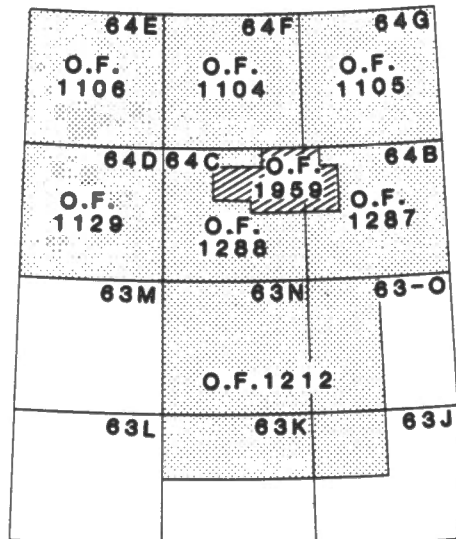 64E 64F 64G
O.F. O.F. O.F.
1106 1104 1105
64D 64C 64B
O.F.
1959
O.F. O.F. O.F.
1129 1288 1287
63M 63N 63-O
O.F.1212
63L 63K 63J